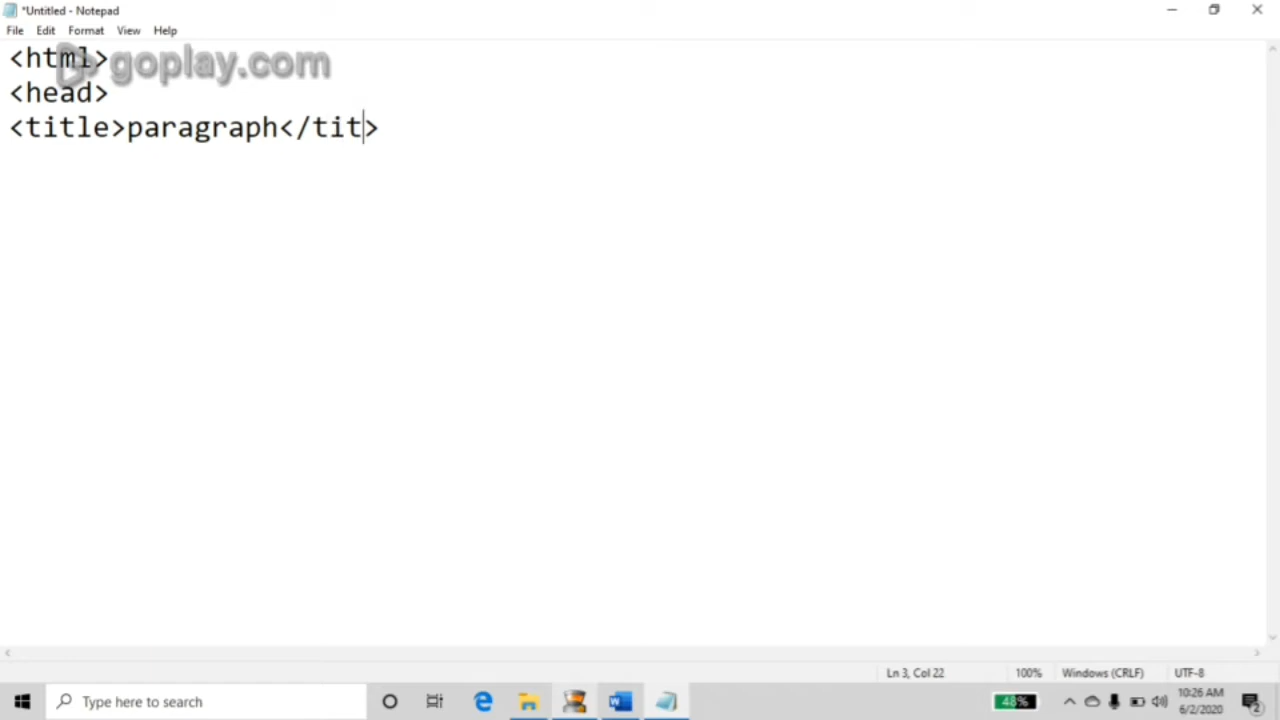 *Untitled - Notepad
File Edit Format View Help
<html>
goplay.com
<head>
<title>paragraph</tit>
Ln 3, Col 22 100% Windows (CRLF) UTF-8
Type here to search
48%
10:26 AM
6/2/2020
2